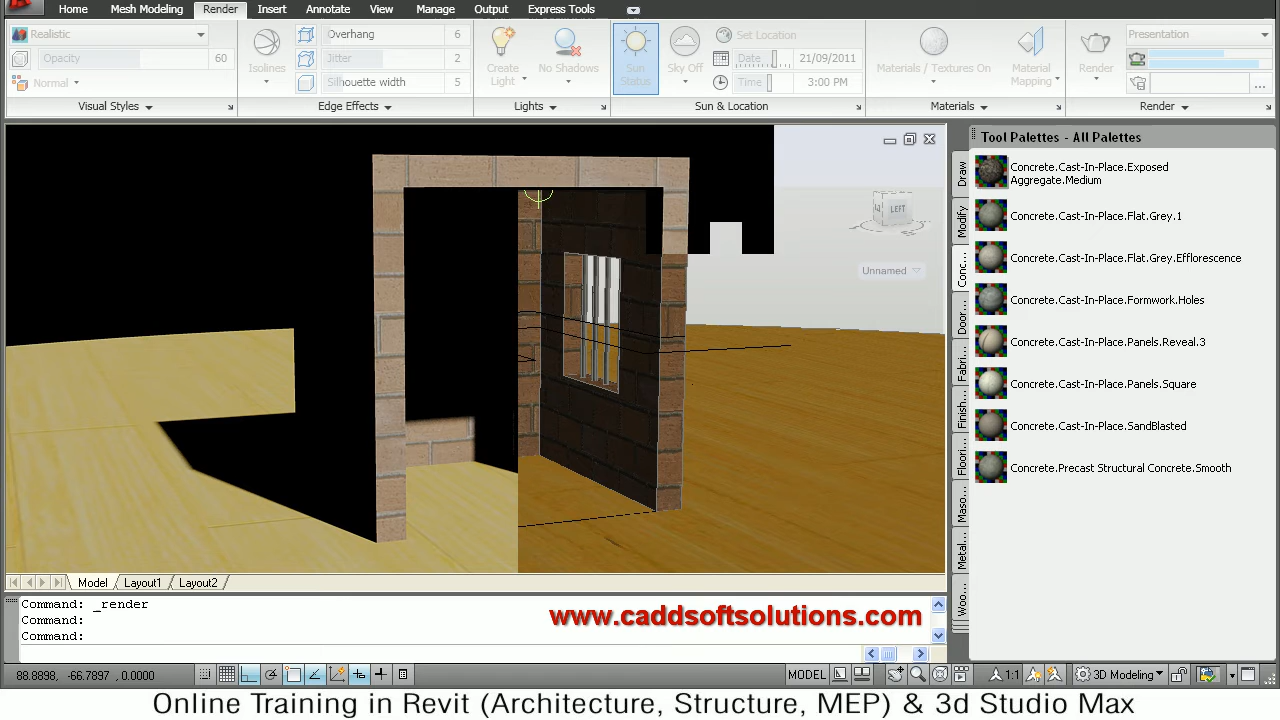 Home Mesh Modeling Render Insert Annotate View Manage Output Express Tools
Realistic Overhang 6 Set Location Presentation
Opacity 60 Isolines Jitter 2 Create Light No Shadows Sun Status Sky Off Date 21/09/2011 Materials / Textures On Material Mapping Render
Normal Silhouette width 5 Time 3:00 PM ...
Visual Styles Edge Effects Lights Sun & Location Materials Render
Tool Palettes - All Palettes
Draw
Modify
Conc...
Door...
Fabri...
Finish...
Floori...
Maso...
Metal...
Woo...
Concrete.Cast-In-Place.Exposed
Aggregate.Medium
Concrete.Cast-In-Place.Flat.Grey.1
Concrete.Cast-In-Place.Flat.Grey.Efflorescence
Concrete.Cast-In-Place.Formwork.Holes
Concrete.Cast-In-Place.Panels.Reveal.3
Concrete.Cast-In-Place.Panels.Square
Concrete.Cast-In-Place.SandBlasted
Concrete.Precast Structural Concrete.Smooth
LEFT
Unnamed
Model Layout1 Layout2
Command: _render
Command:
Command:
www.caddsoftsolutions.com
88.8898, -66.7897 , 0.0000 MODEL 1:1 3D Modeling
Online Training in Revit (Architecture, Structure, MEP) & 3d Studio Max